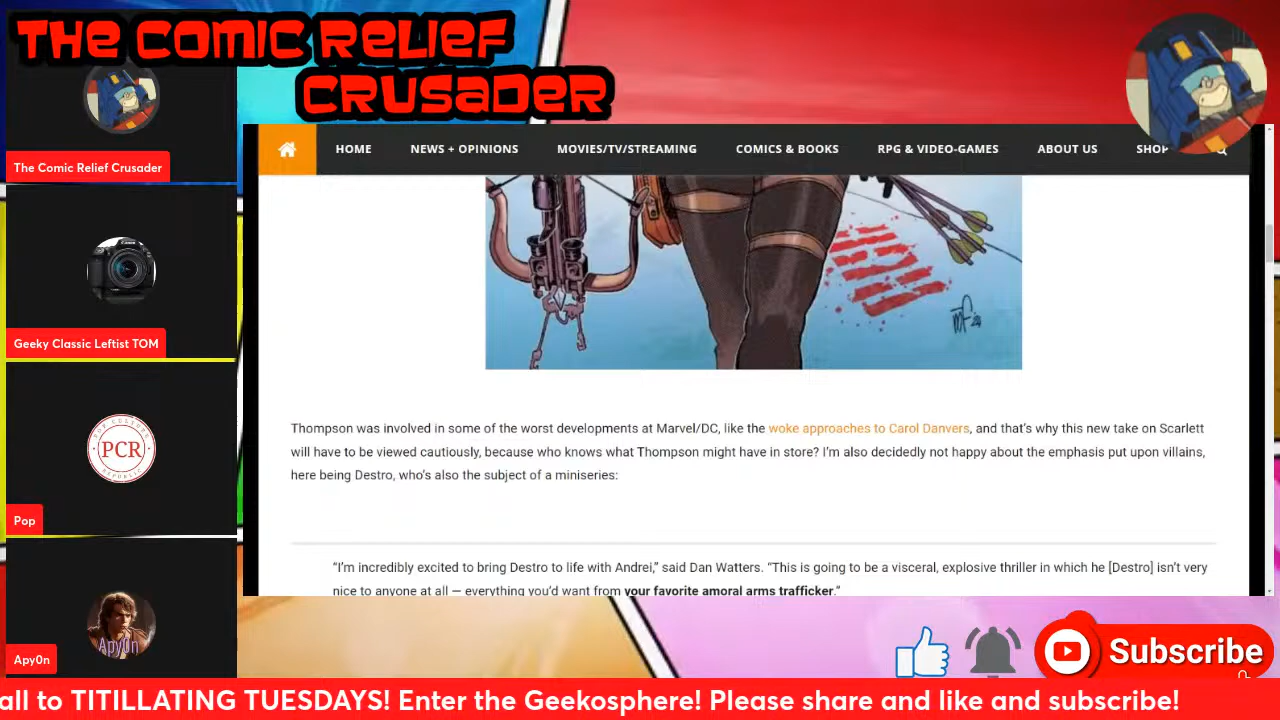 THE COMIC RELIEF
CRUSADER
The Comic Relief Crusader
Geeky Classic Leftist TOM
POP CULTURE
PCR
REPUBLIC
Pop
Apy0n
Apy0n
HOME NEWS + OPINIONS MOVIES/TV/STREAMING COMICS & BOOKS RPG & VIDEO-GAMES ABOUT US SHOP
Thompson was involved in some of the worst developments at Marvel/DC, like the woke approaches to Carol Danvers, and that's why this new take on Scarlett
will have to be viewed cautiously, because who knows what Thompson might have in store? I'm also decidedly not happy about the emphasis put upon villains,
here being Destro, who's also the subject of a miniseries:
“I'm incredibly excited to bring Destro to life with Andrei,” said Dan Watters. “This is going to be a visceral, explosive thriller in which he [Destro] isn't very
nice to anyone at all — everything you'd want from your favorite amoral arms trafficker.“
Subscribe
all to TITILLATING TUESDAYS! Enter the Geekosphere! Please share and like and subscribe!